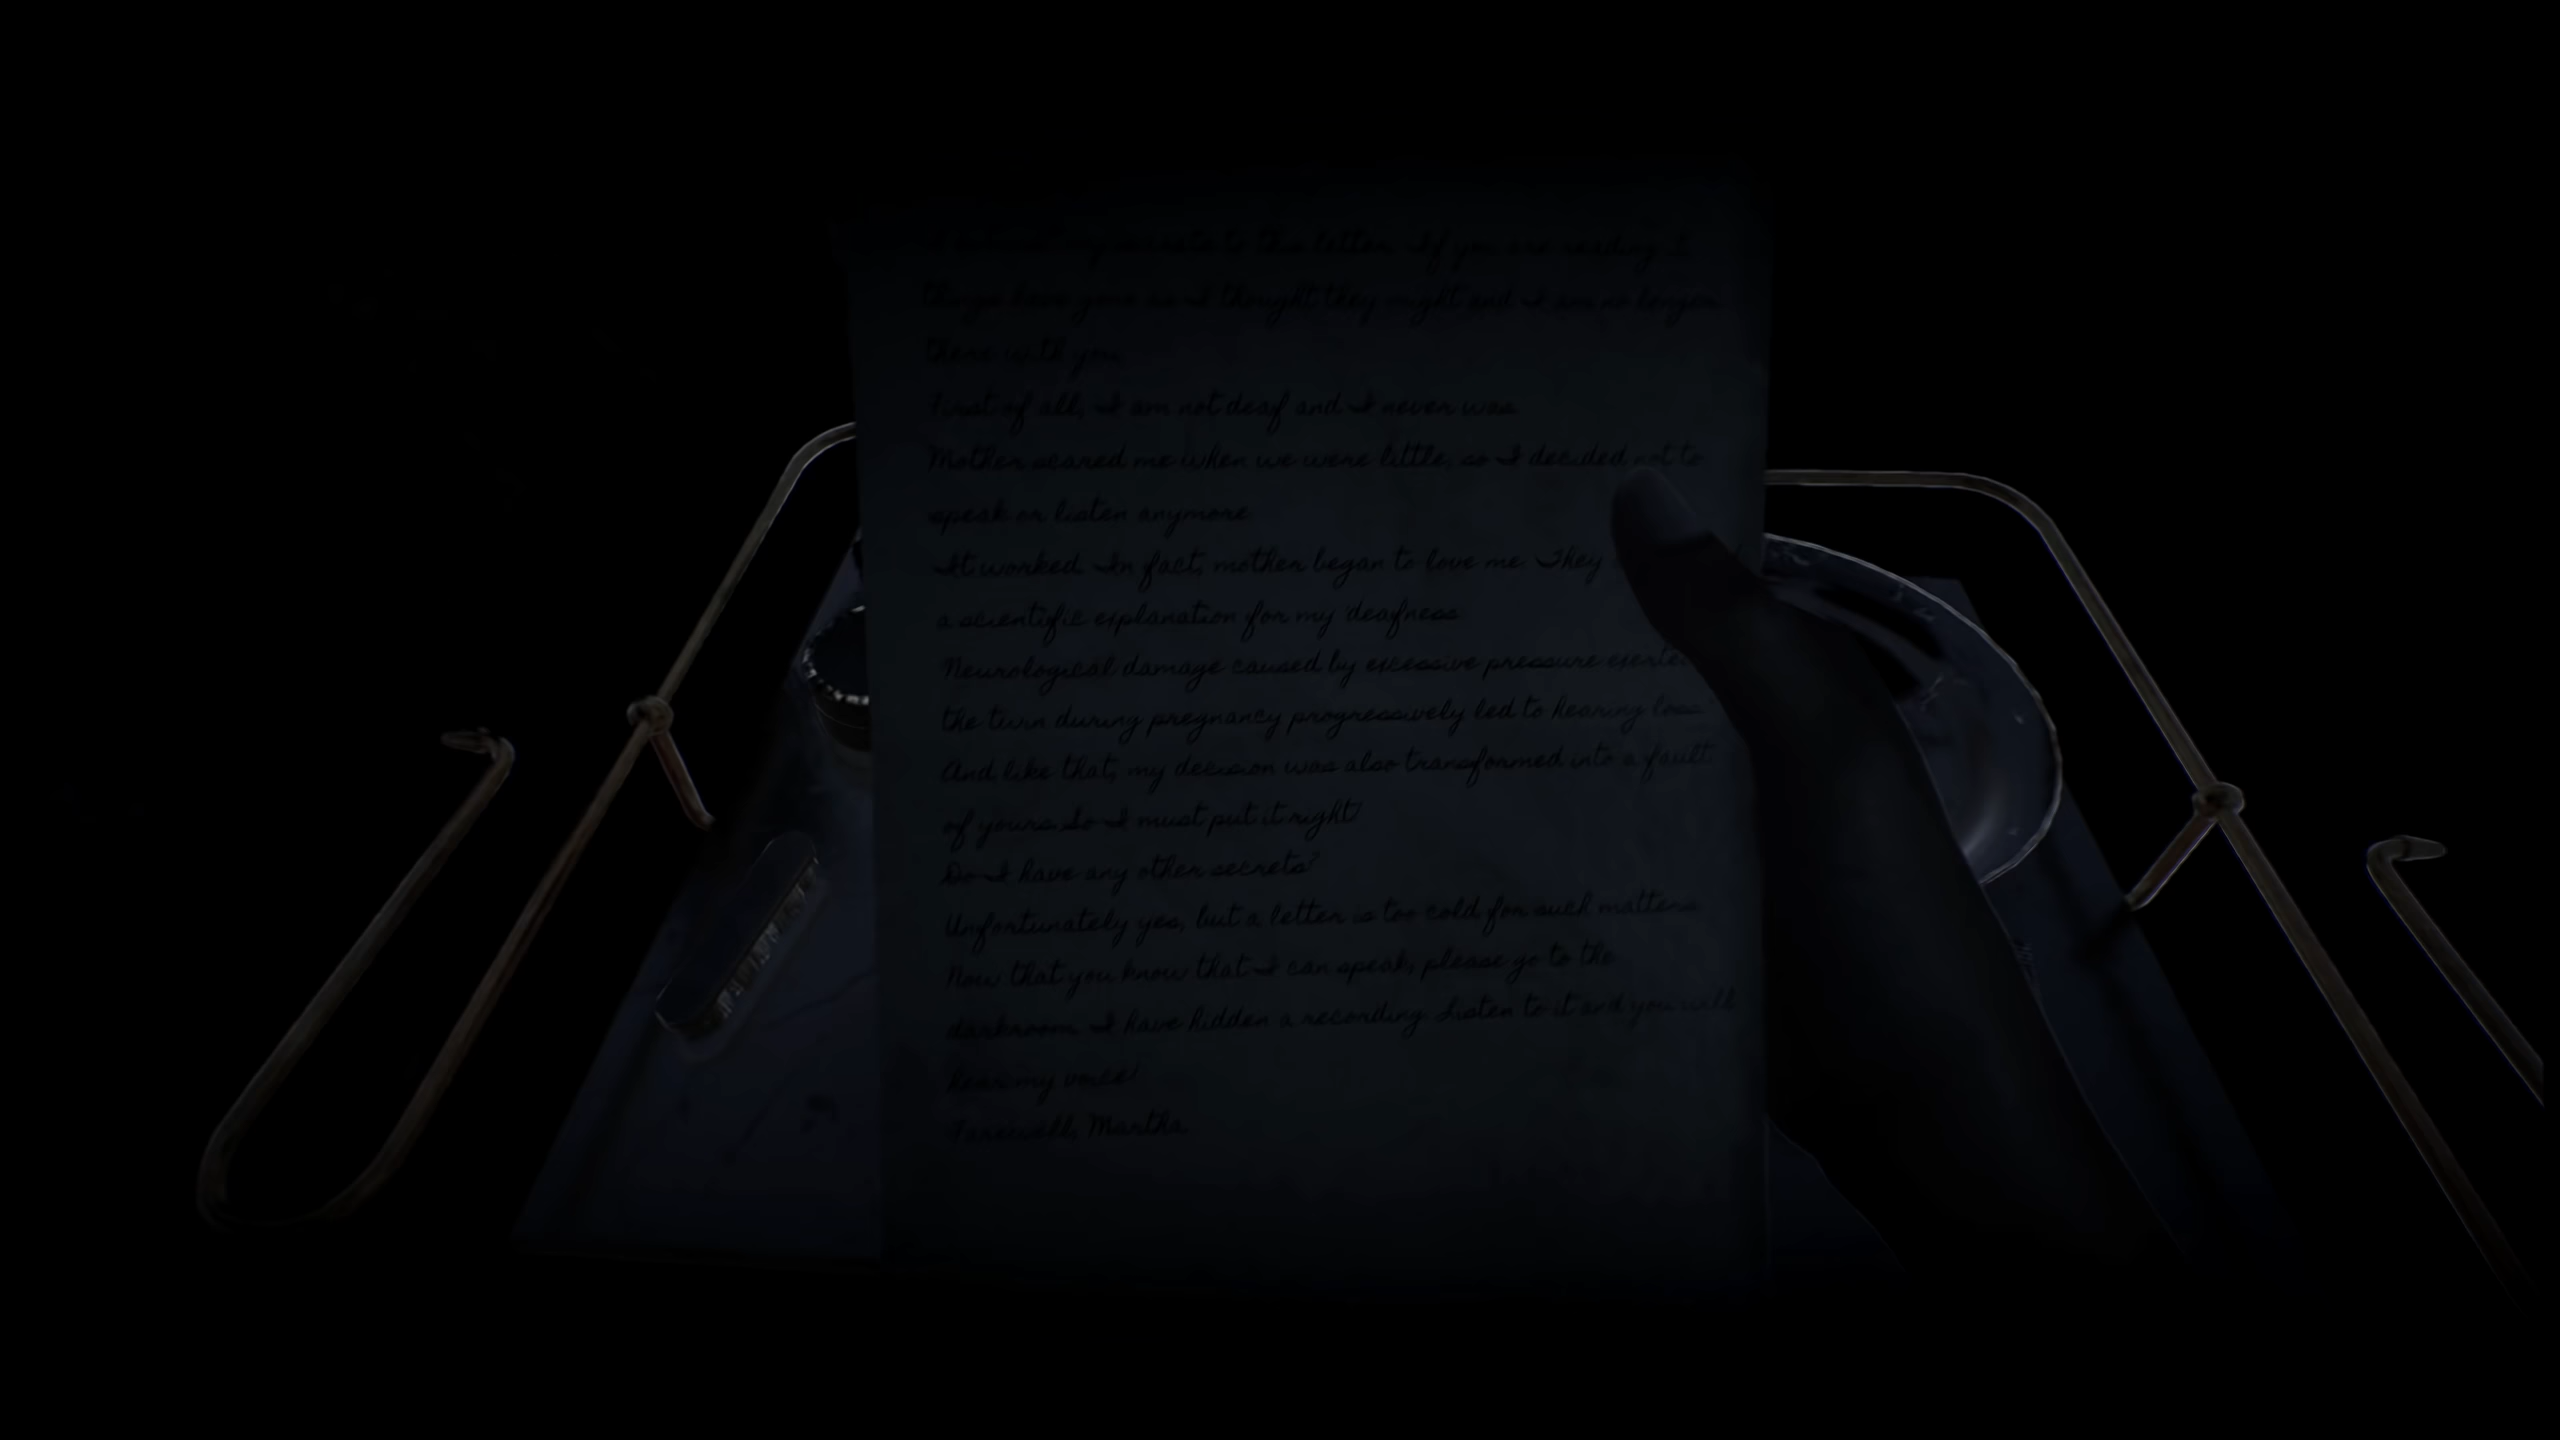 to this letter. If you are reading it
things have gone as I thought they might and I am no longer
there with you.
First of all, I am not deaf and I never was.
Mother scared me when we were little, so I decided not to
speak or listen anymore.
It worked. In fact, mother began to love me. They
a scientific explanation for my 'deafness.
Neurological damage caused by excessive pressure
the twin during pregnancy progressively led to hearing loss.
And like that, my decision was also transformed into a fault
of yours. So I must put it right!
Do I have any other secrets?
Unfortunately yes, but a letter is too cold for such matters.
Now that you know that I can speak, please go to the
darkroom. I have hidden a recording. Listen to it and you will
hear my voice!
Farewell, Martha